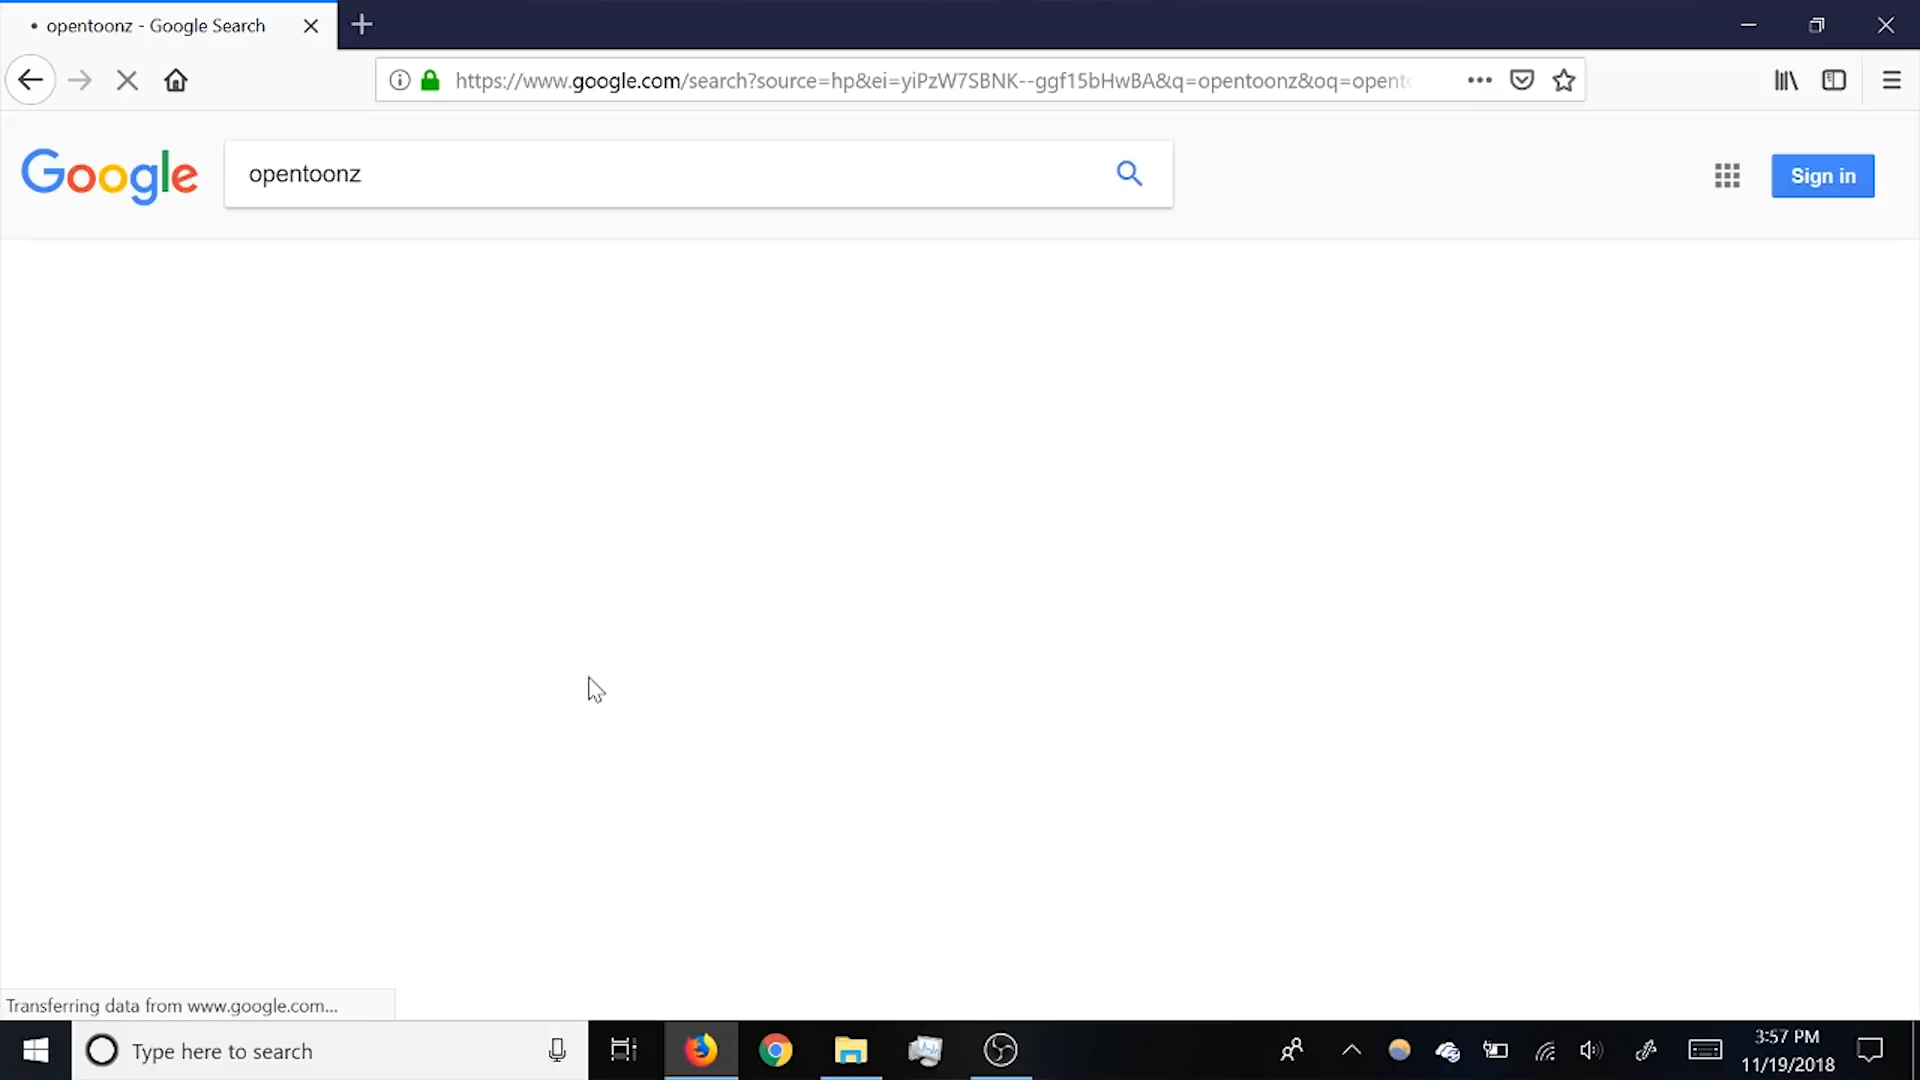 • opentoonz - Google Search
https://www.google.com/search?source=hp&ei=yiPzW7SBNK--ggf15bHwBA&q=opentoonz&oq=opent
Google
opentoonz
Sign in
Transferring data from www.google.com...
Type here to search
3:57 PM
11/19/2018